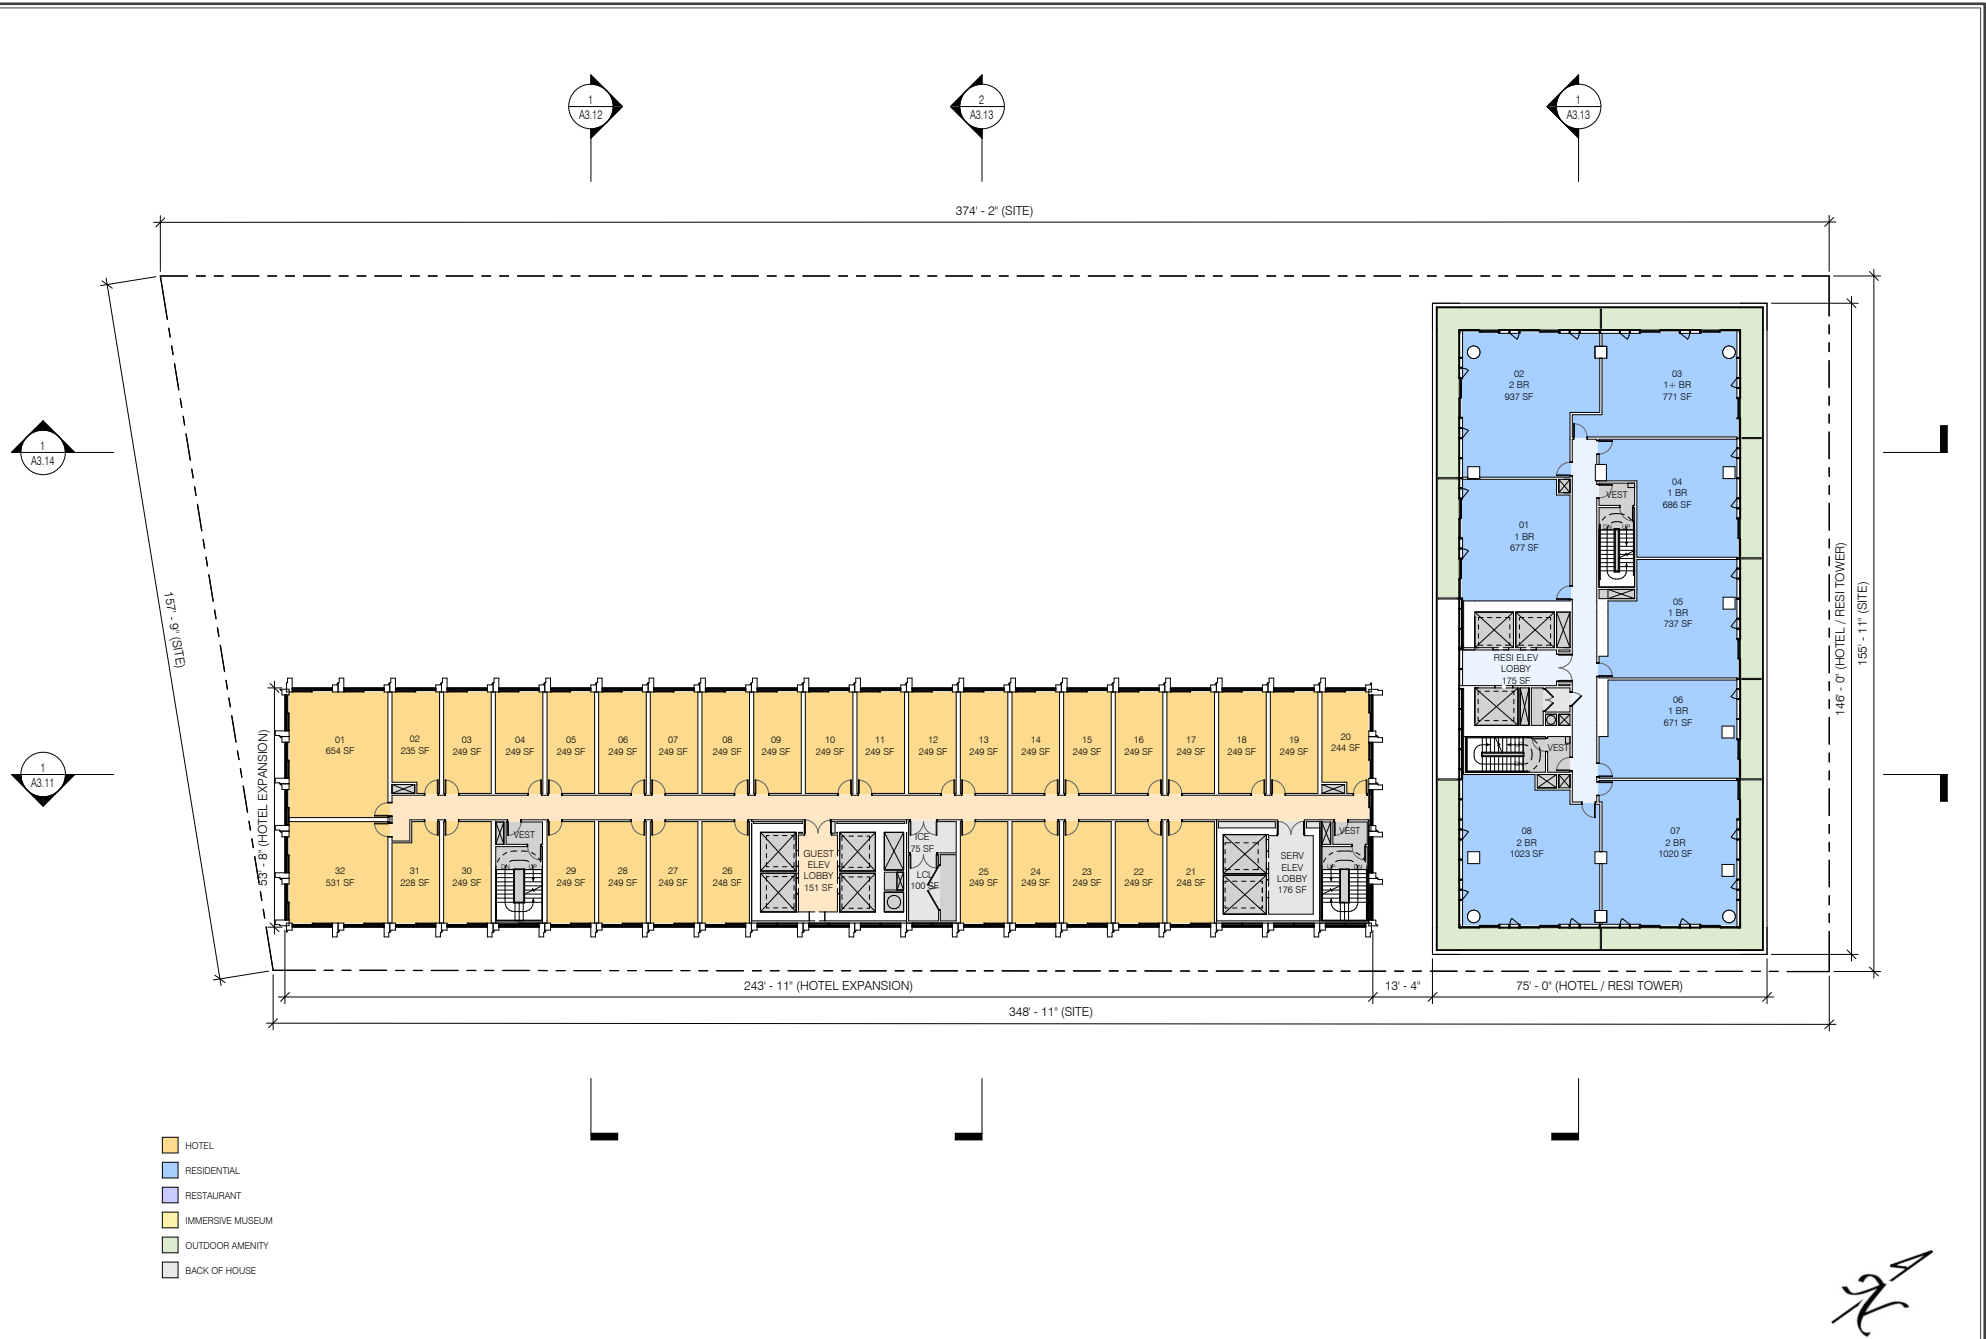 1
A3.12
2
A3.13
1
A3.13
374' - 2" (SITE)
1
A3.14
1
A3.11
157' - 9" (SITE)
53' - 8" (HOTEL EXPANSION)
01
654 SF
02
235 SF
03
249 SF
04
249 SF
05
249 SF
06
249 SF
07
249 SF
08
249 SF
09
249 SF
10
249 SF
11
249 SF
12
249 SF
13
249 SF
14
249 SF
15
249 SF
16
249 SF
17
249 SF
18
249 SF
19
249 SF
20
244 SF
32
531 SF
31
228 SF
30
249 SF
VEST
DN
UP
29
249 SF
28
249 SF
27
249 SF
26
248 SF
GUEST
ELEV
LOBBY
151 SF
ICE
75 SF
LCL
100 SF
25
249 SF
24
249 SF
23
249 SF
22
249 SF
21
248 SF
SERV
ELEV
LOBBY
176 SF
VEST
UP
DN
02
2 BR
937 SF
03
1+ BR
771 SF
04
1 BR
686 SF
VEST
DN
UP
01
1 BR
677 SF
05
1 BR
737 SF
RESI ELEV
LOBBY
175 SF
06
1 BR
671 SF
VEST
08
2 BR
1023 SF
07
2 BR
1020 SF
146' - 0" (HOTEL / RESI TOWER)
155' - 11" (SITE)
243' - 11" (HOTEL EXPANSION)
13' - 4"
75' - 0" (HOTEL / RESI TOWER)
348' - 11" (SITE)
HOTEL
RESIDENTIAL
RESTAURANT
IMMERSIVE MUSEUM
OUTDOOR AMENITY
BACK OF HOUSE